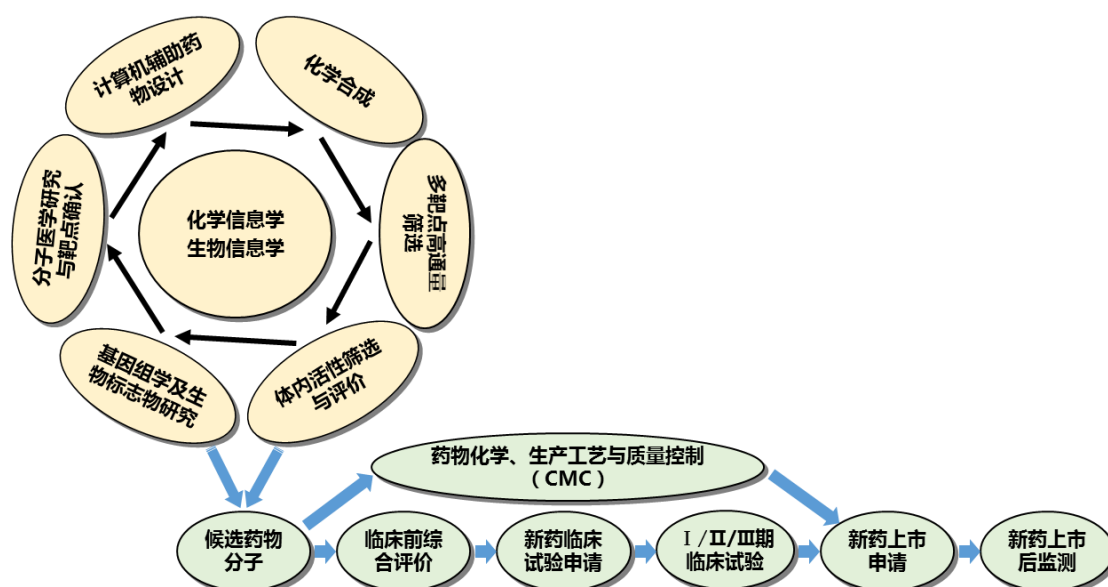 计算机辅助药
物设计
化学合成
多靶点高通量
筛选
分子医学研究
与靶点确认
化学信息学
生物信息学
基因组学及生
物标志物研究
体内活性筛选
与评价
药物化学、生产工艺与质量控制
(CMC)
候选药物
分子
临床前综
合评价
新药临床
试验申请
Ⅰ/Ⅱ/Ⅲ期
临床试验
新药上市
申请
新药上市
后监测